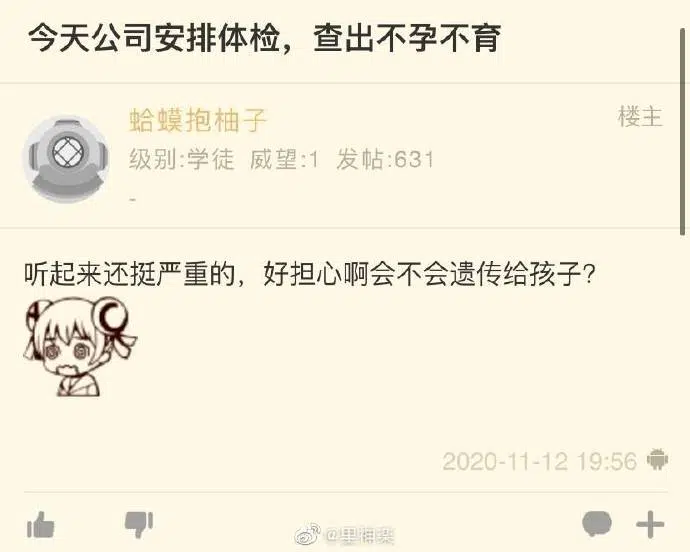 今天公司安排体检，查出不孕不育
蛤蟆抱柚子
楼主
级别:学徒 威望:1 发帖:631
-
听起来还挺严重的，好担心啊会不会遗传给孩子?
2020-11-12 19:56